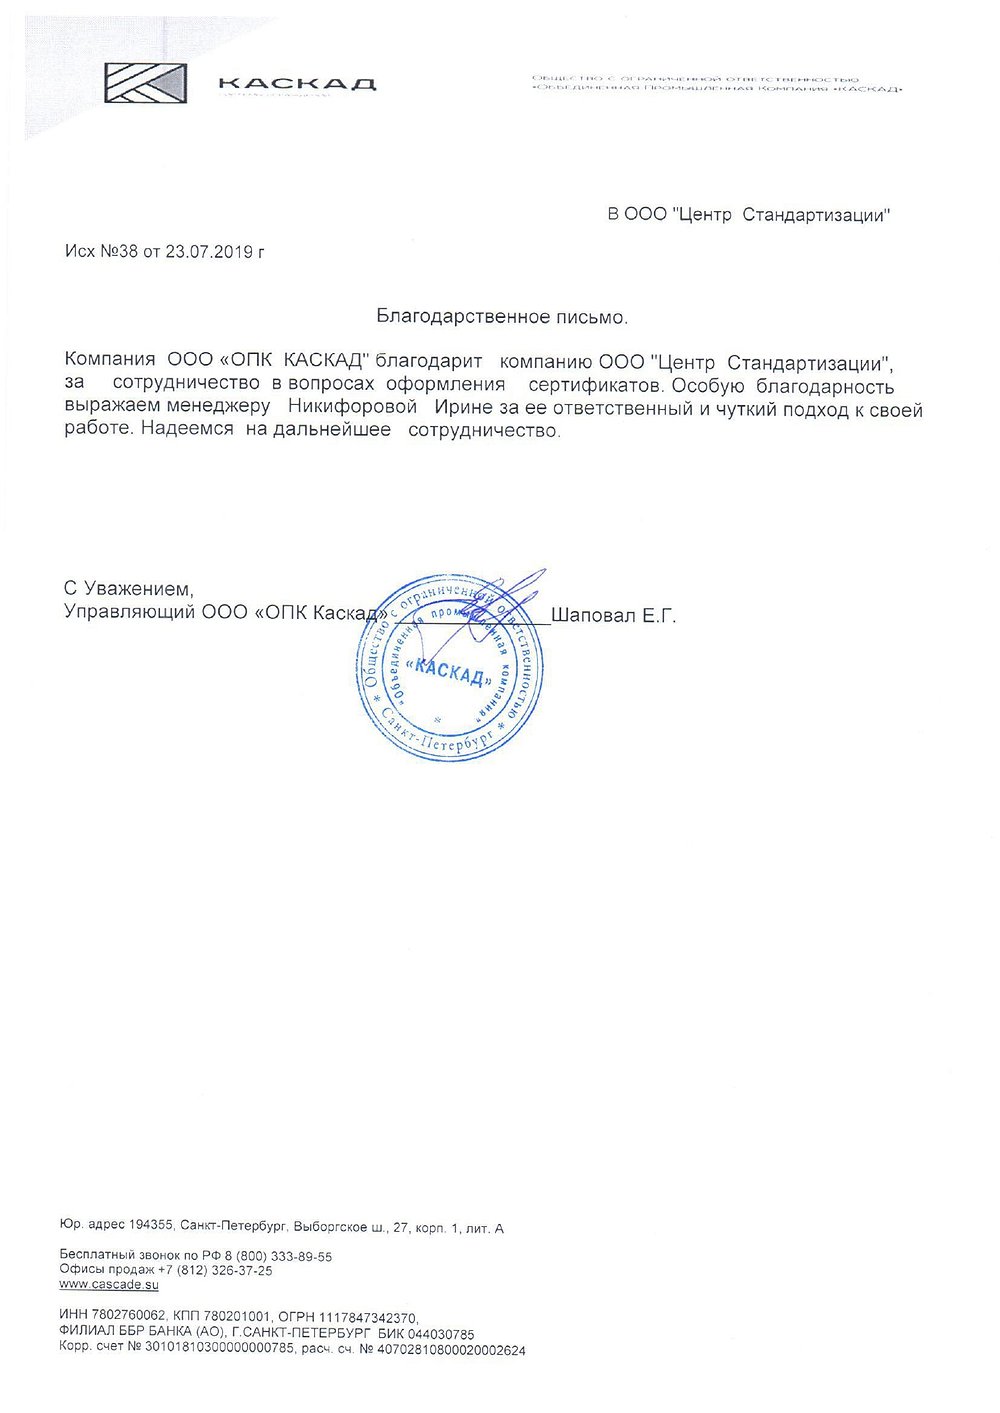 КАСКАД
ОБЩЕСТВО С ОГРАНИЧЕННОЙ ОТВЕТСТВЕННОСТЬЮ
«ОБЪЕДИНЕННАЯ ПРОМЫШЛЕННАЯ КОМПАНИЯ «КАСКАД»
В ООО "Центр Стандартизации"
Исх №38 от 23.07.2019 г
Благодарственное письмо.
Компания ООО «ОПК КАСКАД" благодарит компанию ООО "Центр Стандартизации",
за сотрудничество в вопросах оформления сертификатов. Особую благодарность
выражаем менеджеру Никифоровой Ирине за ее ответственный и чуткий подход к своей
работе. Надеемся на дальнейшее сотрудничество.
С Уважением,
Управляющий ООО «ОПК Каскад» Шаповал Е.Г.
Общество с ограниченной ответственностью
* Санкт-Петербург *
"Объединенная промышленная компания"
«КАСКАД»
Юр. адрес 194355, Санкт-Петербург, Выборгское ш., 27, корп. 1, лит. А
Бесплатный звонок по РФ 8 (800) 333-89-55
Офисы продаж +7 (812) 326-37-25
www.cascade.su
ИНН 7802760062, КПП 780201001, ОГРН 1117847342370,
ФИЛИАЛ ББР БАНКА (АО), Г.САНКТ-ПЕТЕРБУРГ БИК 044030785
Корр. счет № 30101810300000000785, расч. сч. № 40702810800020002624